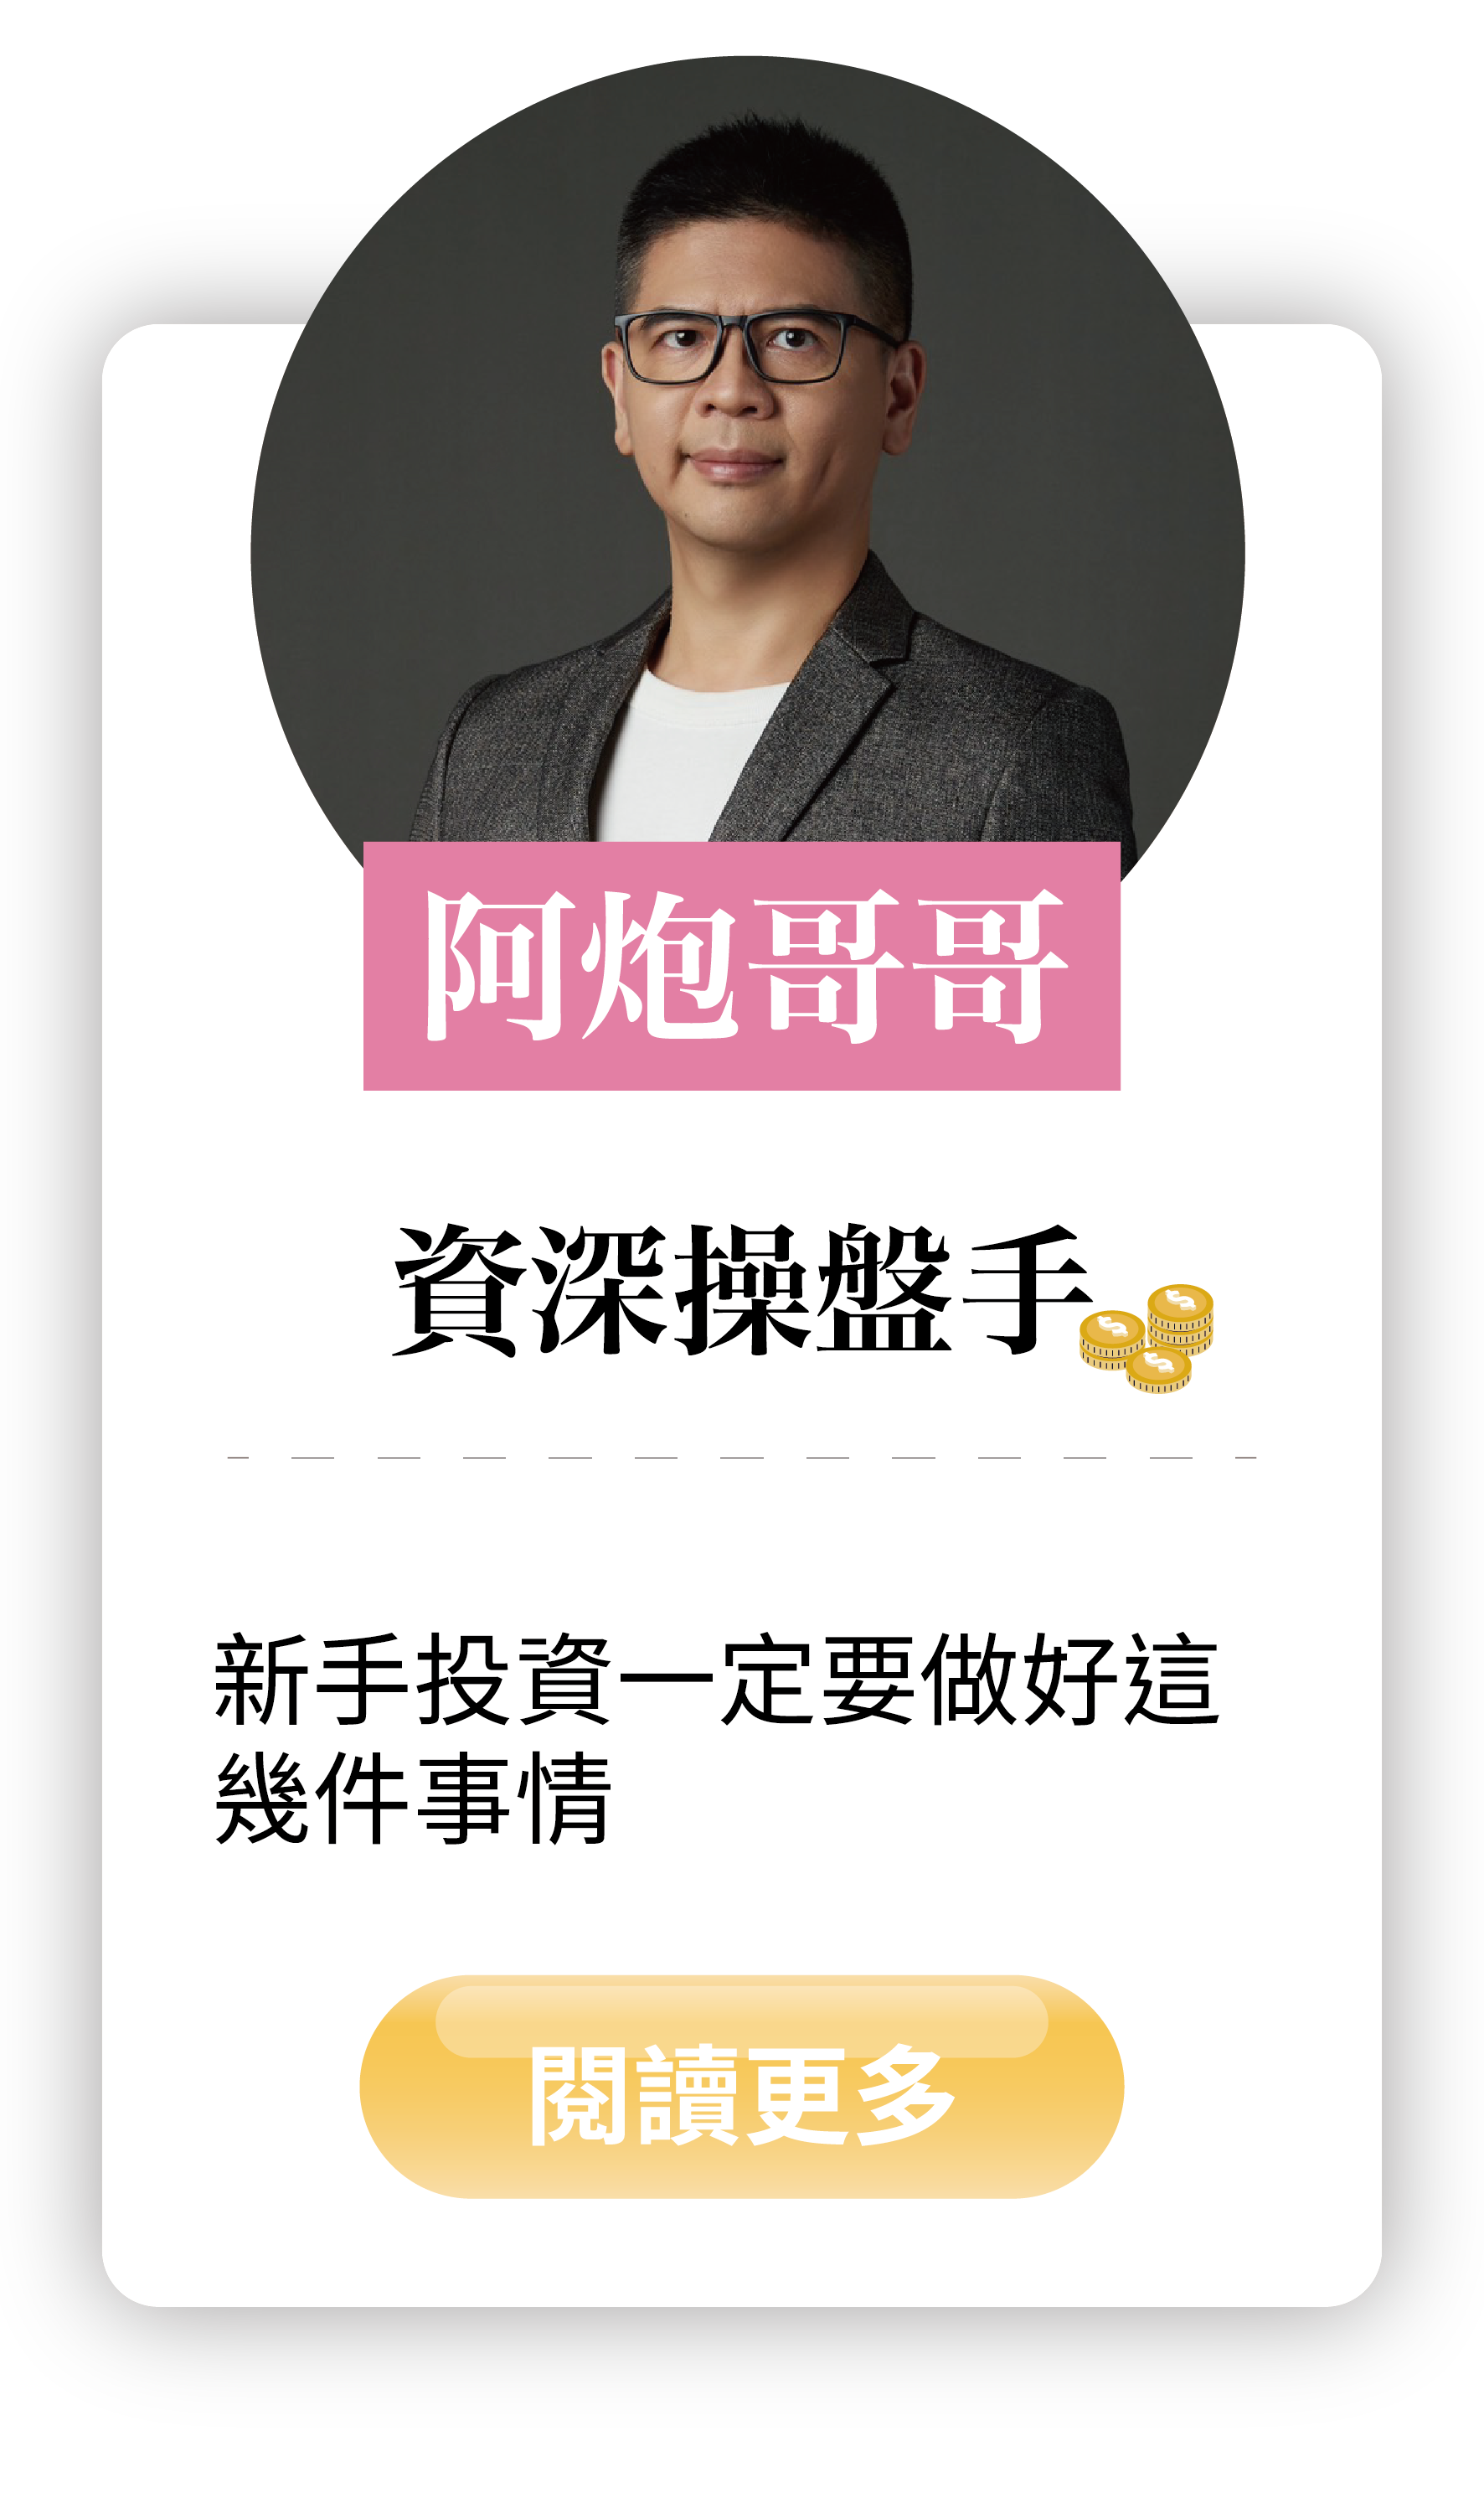 阿炮哥哥
資深操盤手
新手投資一定要做好這
幾件事情
閱讀更多